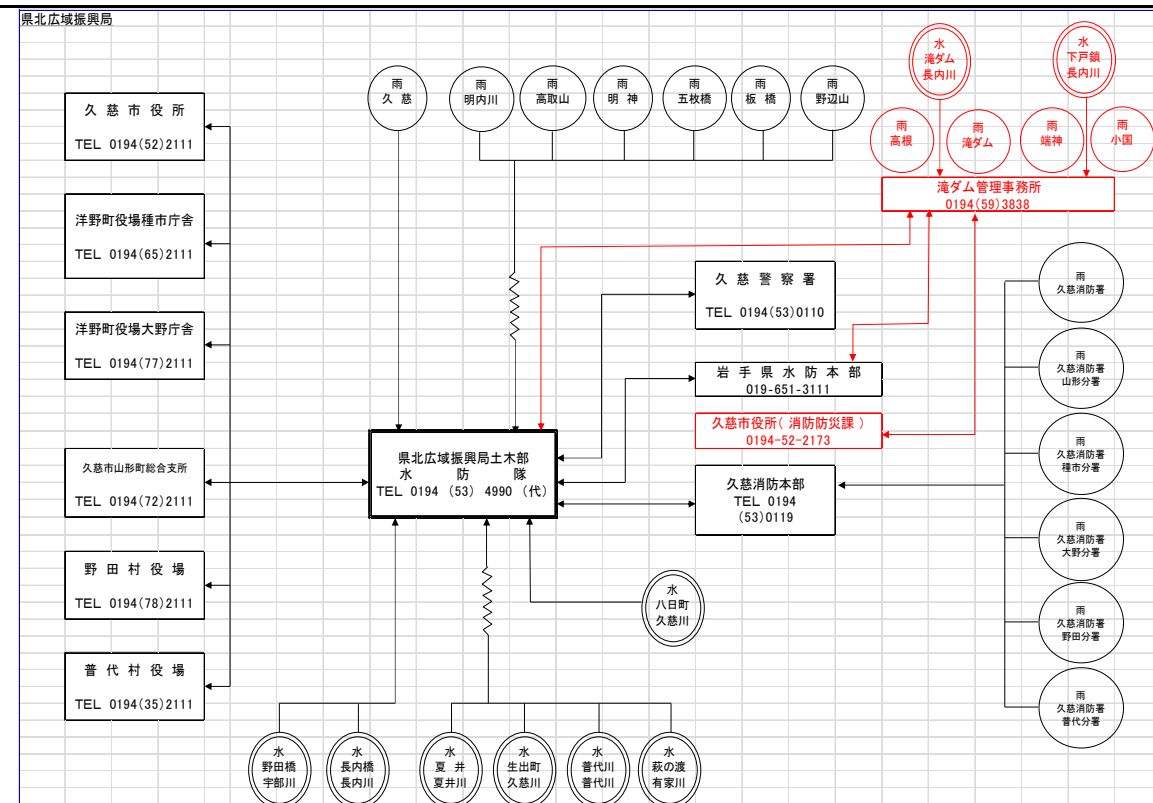 県北広域振興局
水
滝ダム
長内川
水
下戸鎖
長内川
雨
久 慈
雨
明内川
雨
高取山
雨
明 神
雨
五枚橋
雨
板 橋
雨
野辺山
雨
高根
雨
滝ダム
雨
端神
雨
小国
滝ダム管理事務所
0194(59)3838
久 慈 市 役 所
TEL 0194(52)2111
洋野町役場種市庁舎
TEL 0194(65)2111
洋野町役場大野庁舎
TEL 0194(77)2111
久慈市山形町総合支所
TEL 0194(72)2111
野 田 村 役 場
TEL 0194(78)2111
普 代 村 役 場
TEL 0194(35)2111
久 慈 警 察 署
TEL 0194(53)0110
岩 手 県 水 防 本 部
019-651-3111
久慈市役所( 消防防災課 )
0194-52-2173
県北広域振興局土木部
水 防 隊
TEL 0194 (53) 4990 (代)
久慈消防本部
TEL 0194
(53)0119
雨
久慈消防署
雨
久慈消防署
山形分署
雨
久慈消防署
種市分署
雨
久慈消防署
大野分署
雨
久慈消防署
野田分署
雨
久慈消防署
普代分署
水
八日町
久慈川
水
野田橋
宇部川
水
長内橋
長内川
水
夏 井
夏井川
水
生出町
久慈川
水
普代川
普代川
水
萩の渡
有家川